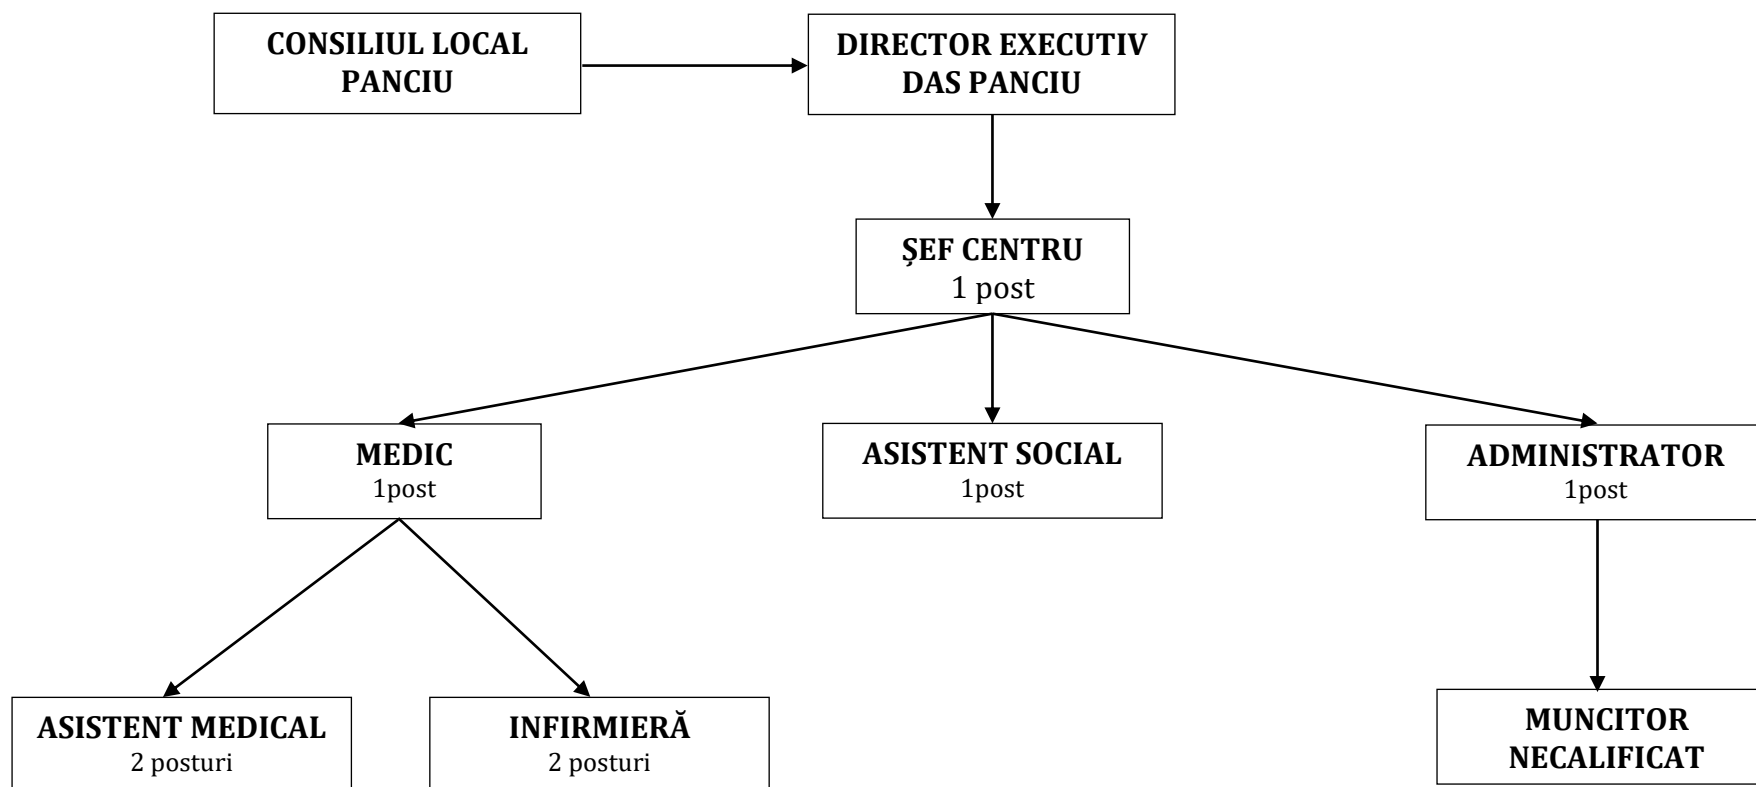 CONSILIUL LOCAL
PANCIU
DIRECTOR EXECUTIV
DAS PANCIU
ȘEF CENTRU
1 post
MEDIC
1post
ASISTENT SOCIAL
1post
ADMINISTRATOR
1post
ASISTENT MEDICAL
2 posturi
INFIRMIERĂ
2 posturi
MUNCITOR
NECALIFICAT